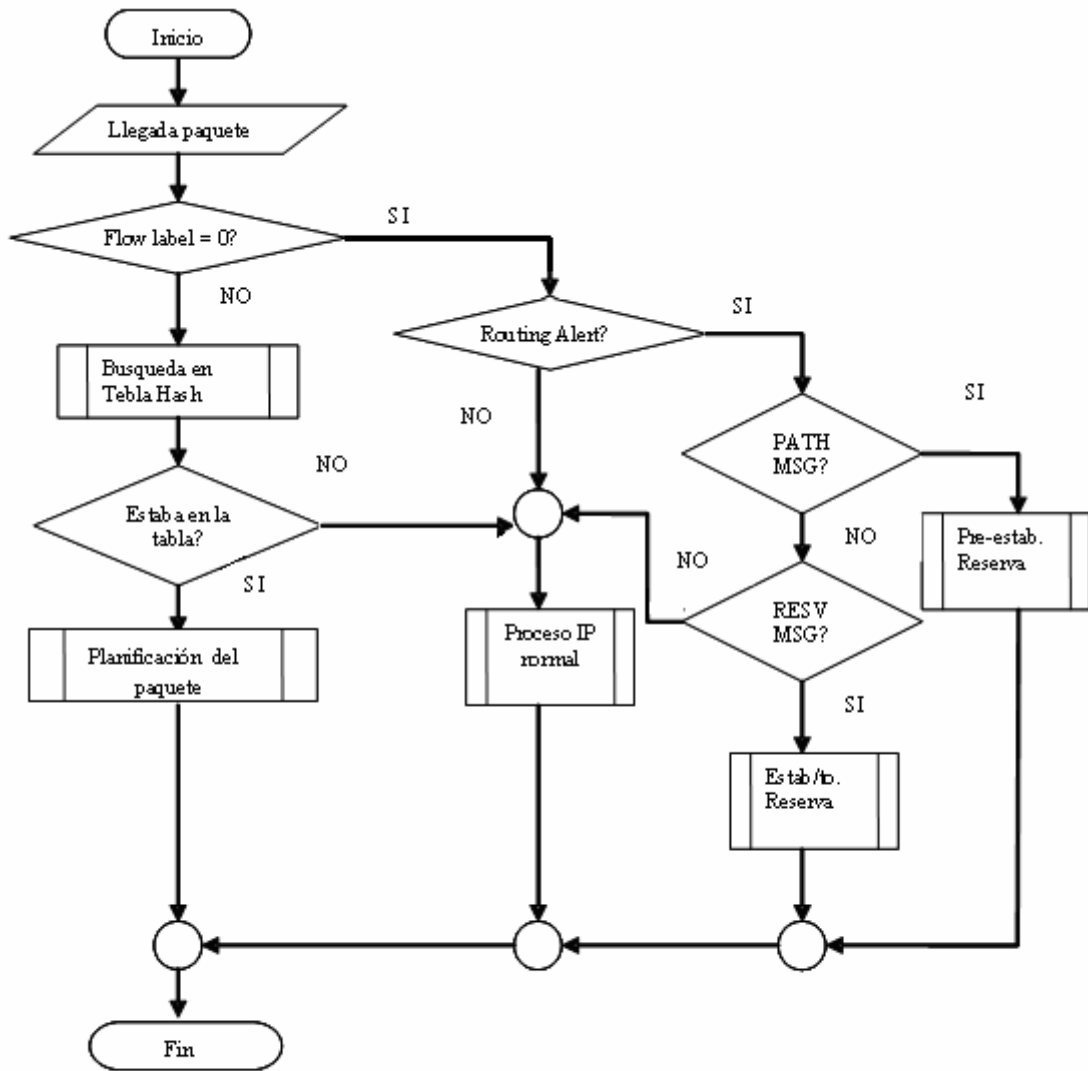 Inicio
Llegada paquete
Flow label = 0?
SI
NO
Routing Alert?
SI
Busqueda en
Tebla Hash
NO
PATH
MSG?
SI
Estaba en la
tabla?
NO
SI
NO
Pre-estab.
Reserva
NO
RESV
MSG?
SI
Planificación del
paquete
Proceso IP
normal
Estab/to.
Reserva
Fin